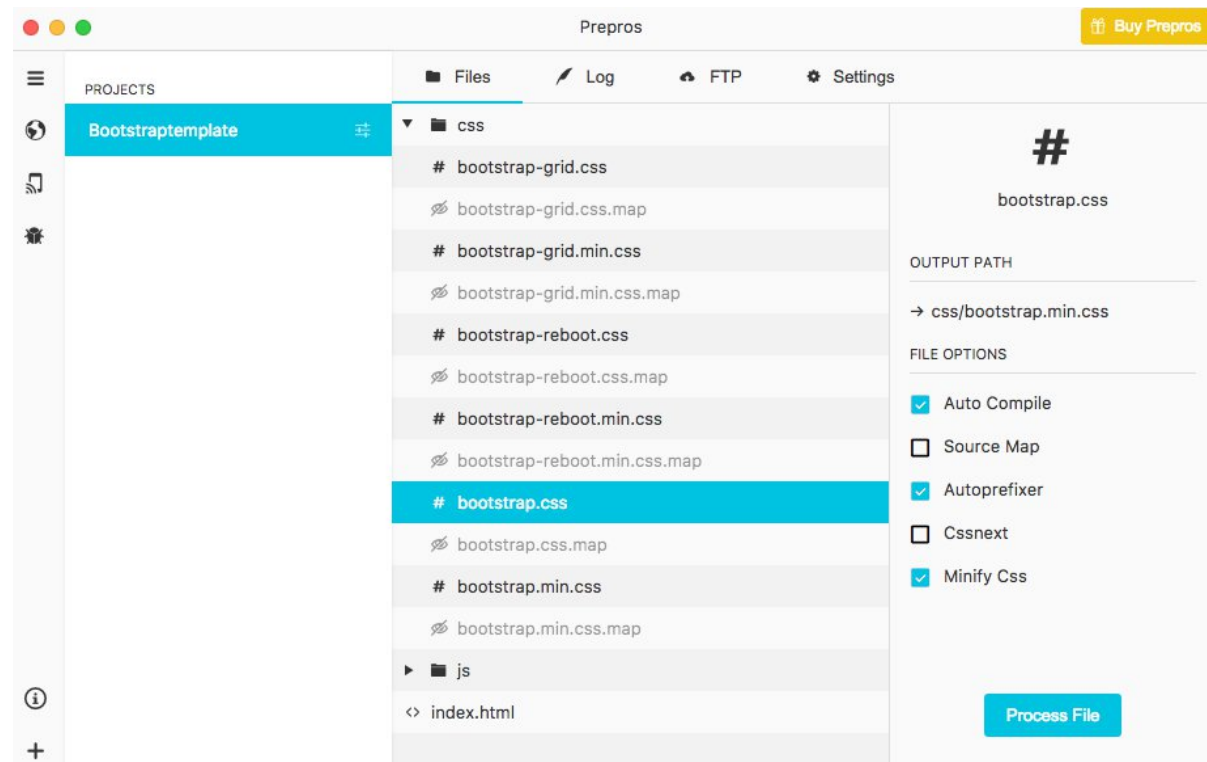 Prepros
Buy Prepros
PROJECTS
Bootstraptemplate
Files
Log
FTP
Settings
css
# bootstrap-grid.css
bootstrap-grid.css.map
# bootstrap-grid.min.css
bootstrap-grid.min.css.map
# bootstrap-reboot.css
bootstrap-reboot.css.map
# bootstrap-reboot.min.css
bootstrap-reboot.min.css.map
# bootstrap.css
bootstrap.css.map
# bootstrap.min.css
bootstrap.min.css.map
js
<> index.html
#
bootstrap.css
OUTPUT PATH
→ css/bootstrap.min.css
FILE OPTIONS
Auto Compile
Source Map
Autoprefixer
Cssnext
Minify Css
Process File